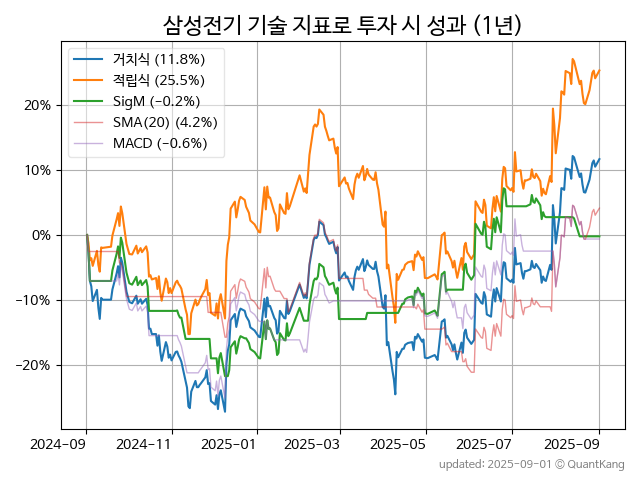 삼성전기 기술 지표로 투자 시 성과 (1년)
거치식 (11.8%)
적립식 (25.5%)
SigM (−0.2%)
SMA(20) (4.2%)
MACD (−0.6%)
20%
10%
0%
−10%
−20%
2024-09 2024-11 2025-01 2025-03 2025-05 2025-07 2025-09
updated: 2025-09-01 © QuantKang